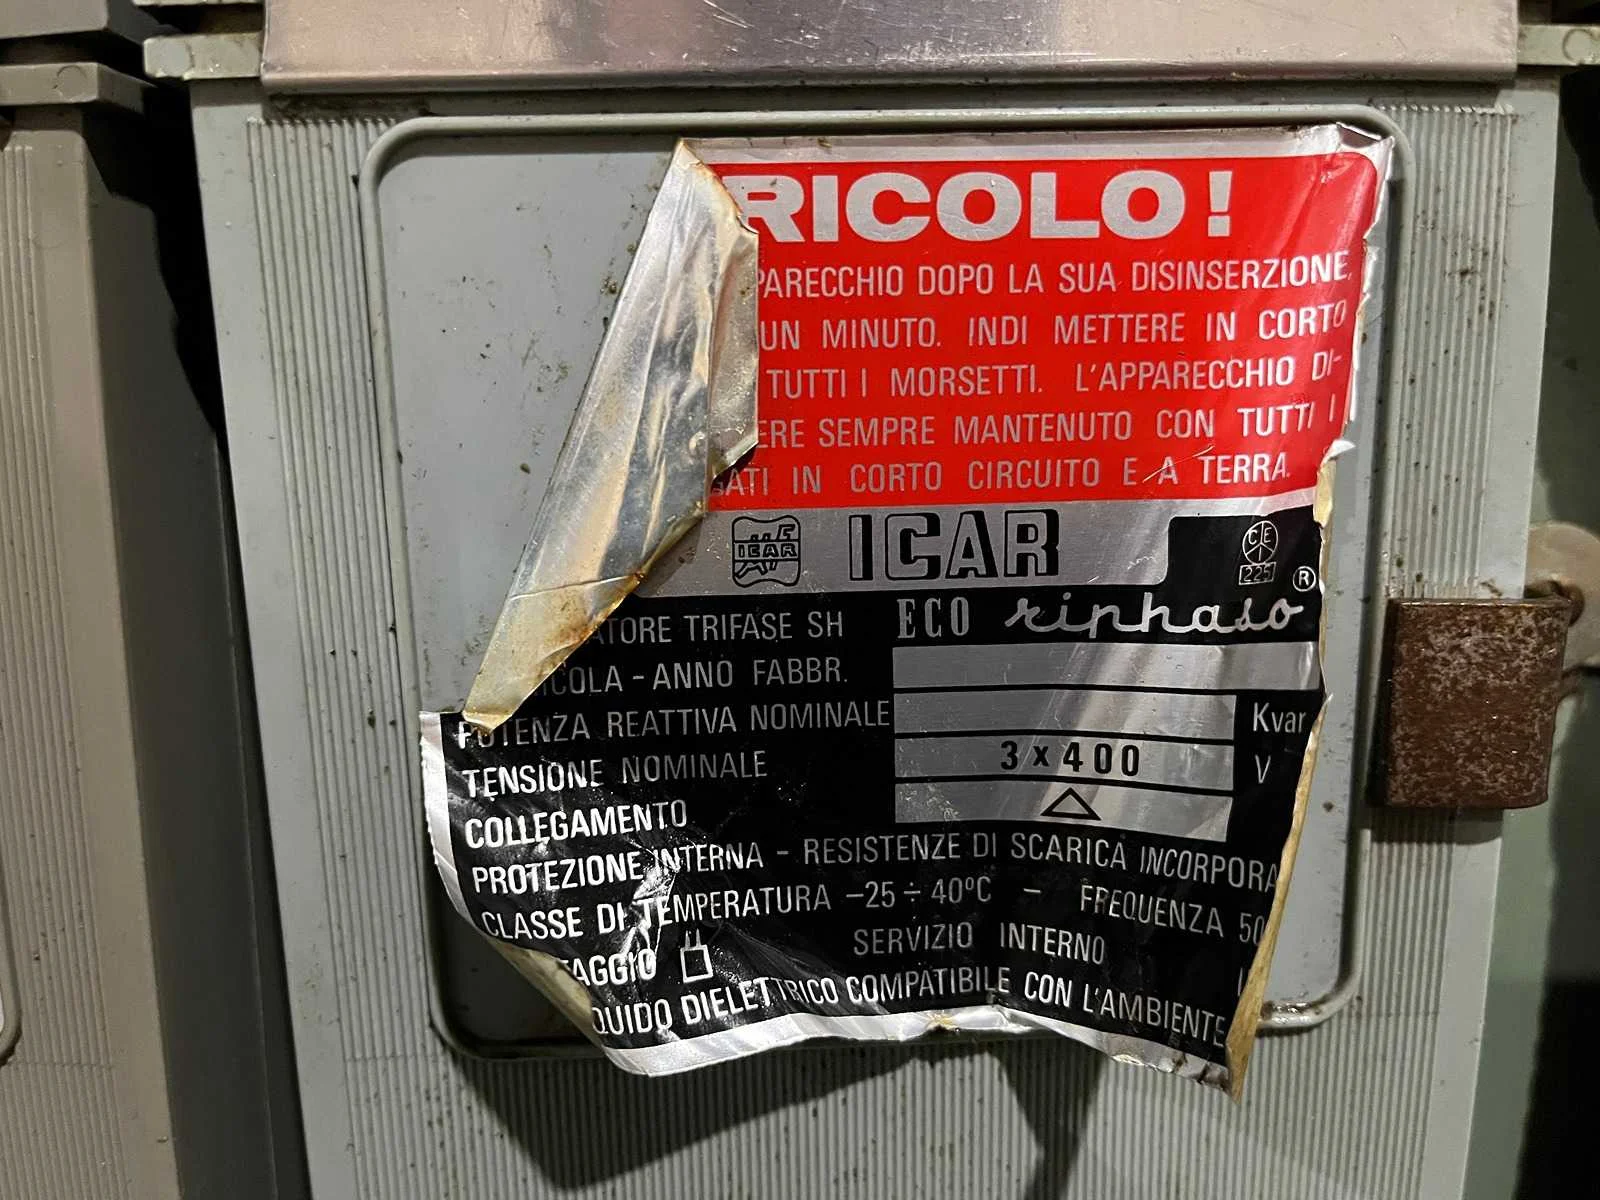 RICOLO!
PARECCHIO DOPO LA SUA DISINSERZIONE,
UN MINUTO. INDI METTERE IN CORTO
TUTTI I MORSETTI. L'APPARECCHIO DI-
ERE SEMPRE MANTENUTO CON TUTTI I
GATI IN CORTO CIRCUITO E A TERRA.
ICAR ICAR CE 225
ATORE TRIFASE SH ECO riphaso ®
ICOLA - ANNO FABBR.
POTENZA REATTIVA NOMINALE Kvar
TENSIONE NOMINALE 3 x 400 V
COLLEGAMENTO △
PROTEZIONE INTERNA - RESISTENZE DI SCARICA INCORPORA
CLASSE DI TEMPERATURA -25 ÷ 40°C - FREQUENZA 50
TAGGIO SERVIZIO INTERNO
QUIDO DIELETTRICO COMPATIBILE CON L'AMBIENTE